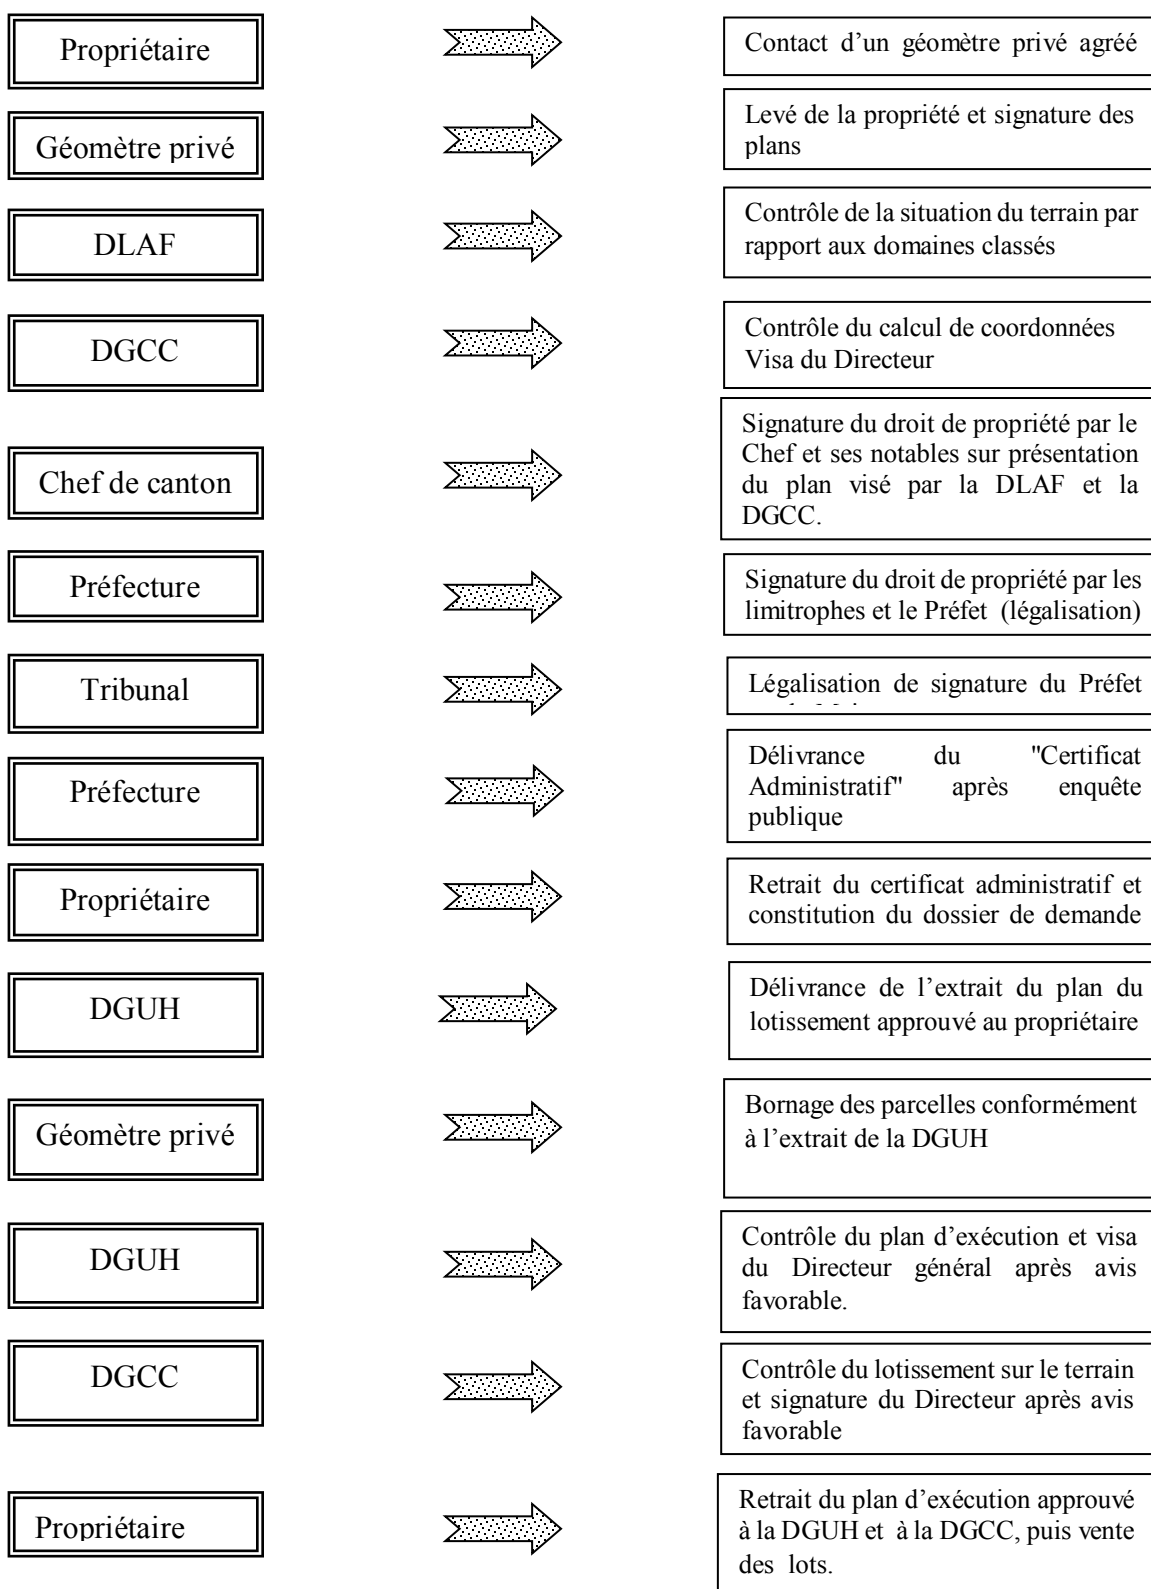 Propriétaire
Contact d’un géomètre privé agréé
Géomètre privé
Levé de la propriété et signature des
plans
DLAF
Contrôle de la situation du terrain par
rapport aux domaines classés
DGCC
Contrôle du calcul de coordonnées
Visa du Directeur
Chef de canton
Signature du droit de propriété par le
Chef et ses notables sur présentation
du plan visé par la DLAF et la
DGCC.
Préfecture
Signature du droit de propriété par les
limitrophes et le Préfet (légalisation)
Tribunal
Légalisation de signature du Préfet
Préfecture
Délivrance du "Certificat
Administratif" après enquête
publique
Propriétaire
Retrait du certificat administratif et
constitution du dossier de demande
DGUH
Délivrance de l’extrait du plan du
lotissement approuvé au propriétaire
Géomètre privé
Bornage des parcelles conformément
à l’extrait de la DGUH
DGUH
Contrôle du plan d’exécution et visa
du Directeur général après avis
favorable.
DGCC
Contrôle du lotissement sur le terrain
et signature du Directeur après avis
favorable
Propriétaire
Retrait du plan d’exécution approuvé
à la DGUH et à la DGCC, puis vente
des lots.